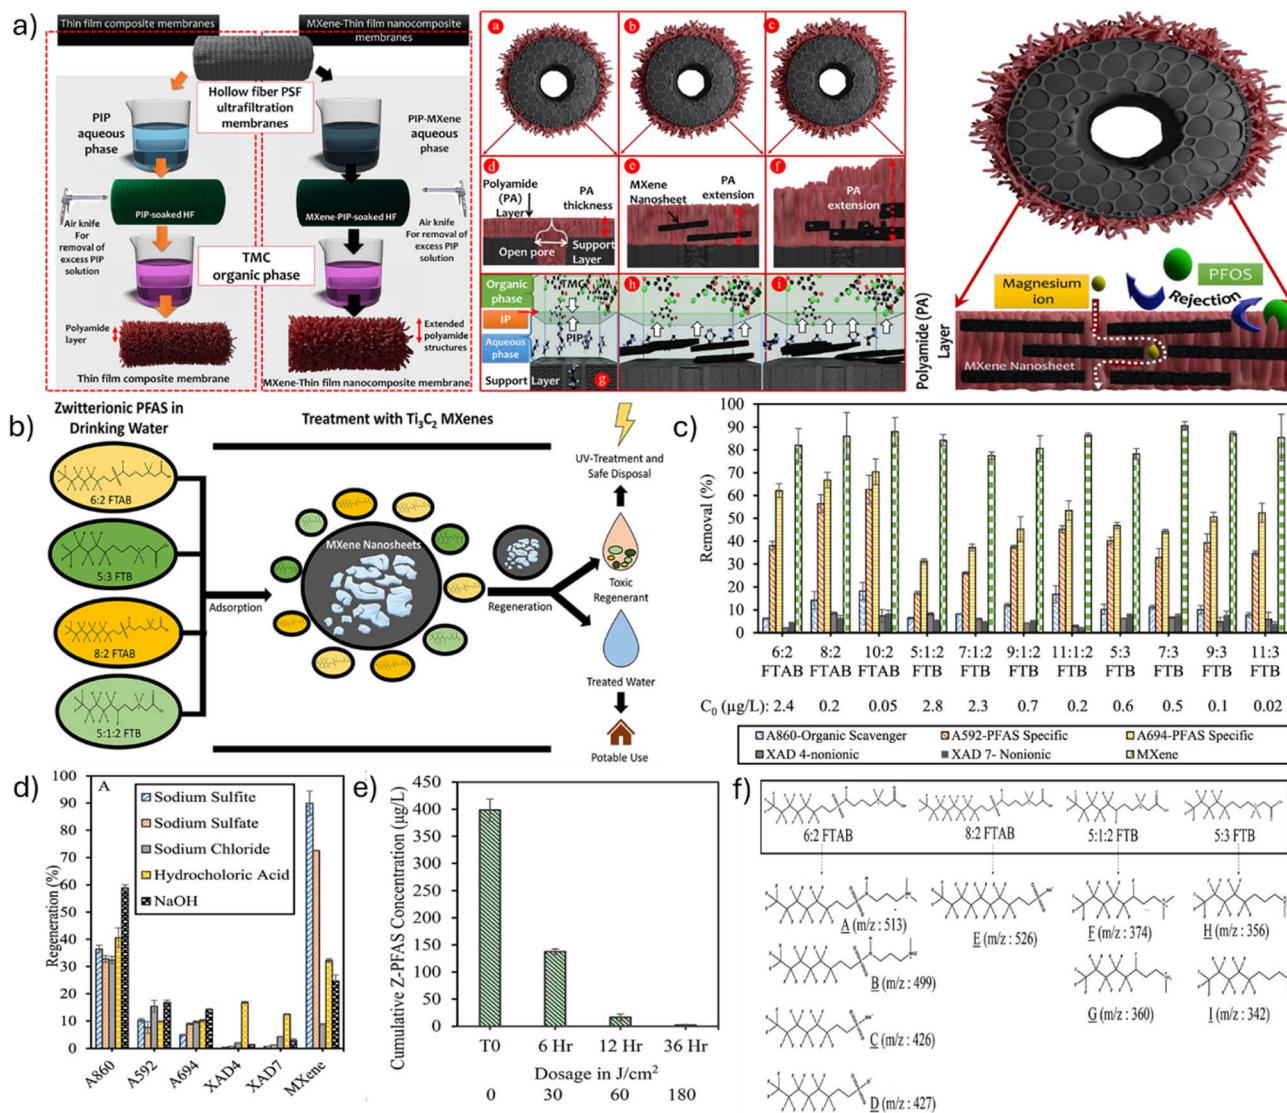 a)
Thin film composite membranes
MXene-Thin film nanocomposite
membranes
Hollow fiber PSF
ultrafiltration
membranes
PIP
aqueous
phase
PIP-MXene
aqueous
phase
PIP-soaked HF
MXene-PIP-soaked HF
Air knife
For
removal of
excess PIP
solution
Air knife
For removal of
excess PIP
solution
TMC
organic phase
Polyamide
layer
Extended
polyamide
structures
Thin film composite membrane
MXene-Thin film nanocomposite membrane
a
b
c
d
Polyamide
(PA)
Layer
PA
thickness
Open pore
Support
Layer
e
MXene
Nanosheet
PA
extension
f
PA
extension
Organic
phase
TMC
IP
PIP
Aqueous
phase
Support Layer
g
h
i
Magnesium
ion
PFOS
Rejection
MXene Nanosheet
Polyamide (PA)
Layer
b)
Zwitterionic PFAS in
Drinking Water
Treatment with Ti3C2 MXenes
6:2 FTAB
5:3 FTB
8:2 FTAB
5:1:2 FTB
Adsorption
MXene Nanosheets
Regeneration
UV-Treatment and
Safe Disposal
Toxic
Regenerant
Treated Water
Potable Use
c)
Removal (%)
100
90
80
70
60
50
40
30
20
10
0
6:2 8:2 10:2 5:1:2 7:1:2 9:1:2 11:1:2 5:3 7:3 9:3 11:3
FTAB FTAB FTAB FTB FTB FTB FTB FTB FTB FTB FTB
C0 (µg/L): 2.4 0.2 0.05 2.8 2.3 0.7 0.2 0.6 0.5 0.1 0.02
A860-Organic Scavenger A592-PFAS Specific A694-PFAS Specific
XAD 4-nonionic XAD 7- Nonionic MXene
d)
A
Regeneration (%)
100
90
80
70
60
50
40
30
20
10
0
Sodium Sulfite
Sodium Sulfate
Sodium Chloride
Hydrocholoric Acid
NaOH
A860 A592 A694 XAD4 XAD7 MXene
e)
Cumulative Z-PFAS Concentration (µg/L)
450
400
350
300
250
200
150
100
50
0
T0 6 Hr 12 Hr 36 Hr
Dosage in J/cm2
0 30 60 180
f)
6:2 FTAB 8:2 FTAB 5:1:2 FTB 5:3 FTB
A (m/z : 513)
E (m/z : 526)
F (m/z : 374)
H (m/z : 356)
B (m/z : 499)
G (m/z : 360)
I (m/z : 342)
C (m/z : 426)
D (m/z : 427)